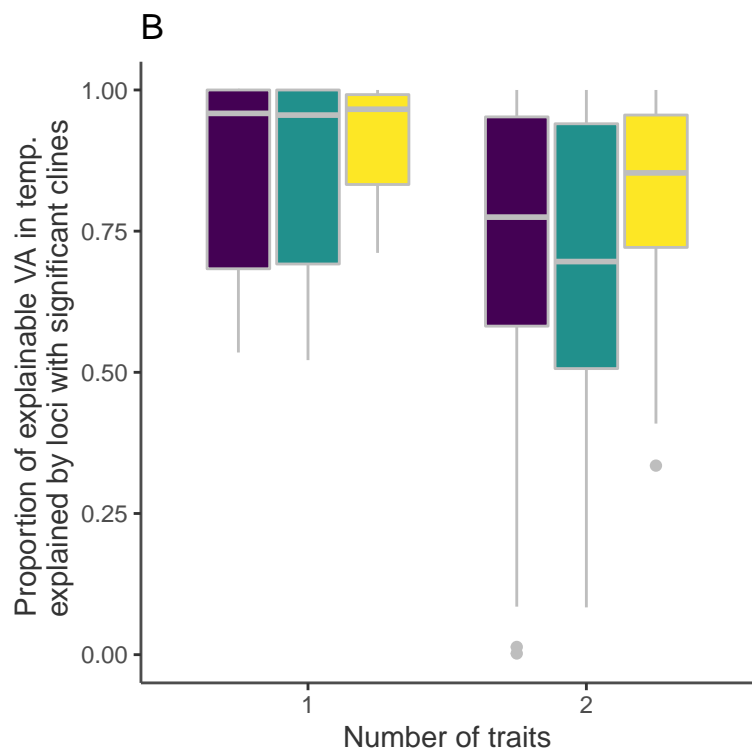 B
Proportion of explainable VA in temp.
explained by loci with significant clines
1.00
0.75
0.50
0.25
0.00
1
2
Number of traits